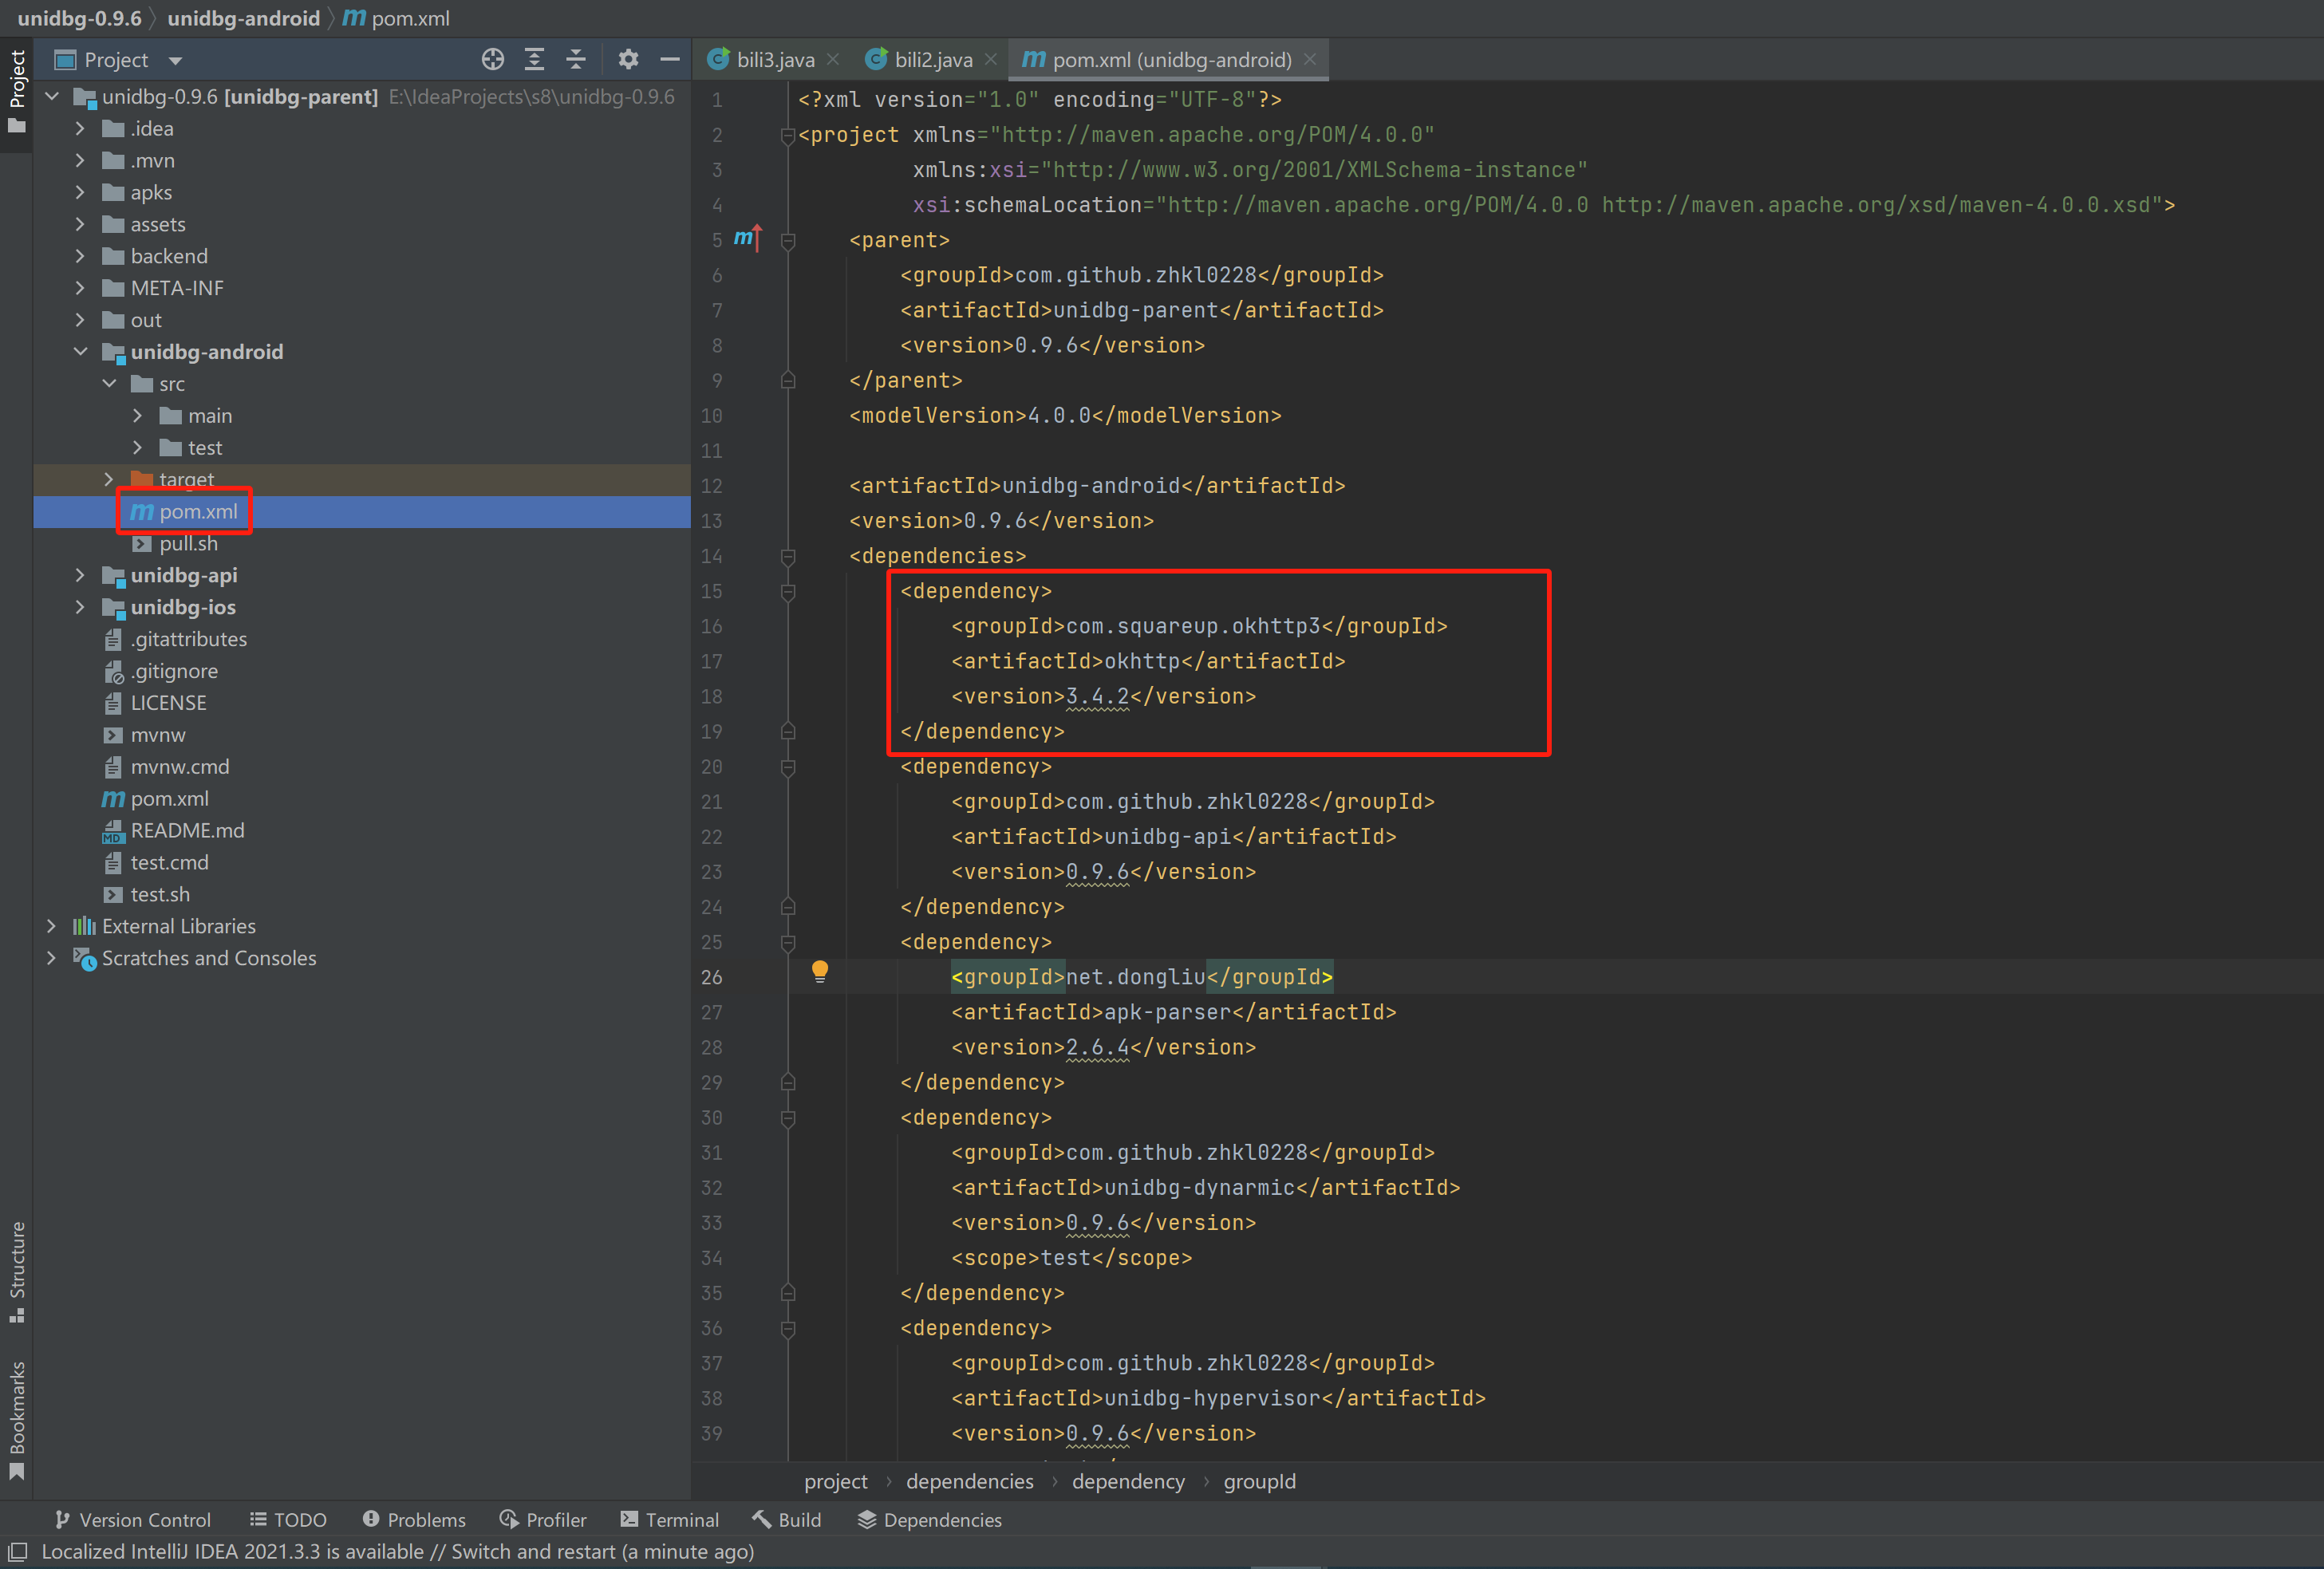 unidbg-0.9.6 unidbg-android pom.xml
Project
Project
bili3.java
bili2.java
pom.xml (unidbg-android)
unidbg-0.9.6 [unidbg-parent] E:\IdeaProjects\s8\unidbg-0.9.6
.idea
.mvn
apks
assets
backend
META-INF
out
unidbg-android
src
main
test
target
pom.xml
pull.sh
unidbg-api
unidbg-ios
.gitattributes
.gitignore
LICENSE
mvnw
mvnw.cmd
pom.xml
README.md
test.cmd
test.sh
External Libraries
Scratches and Consoles
Structure
Bookmarks
1 <?xml version="1.0" encoding="UTF-8"?>
2 <project xmlns="http://maven.apache.org/POM/4.0.0"
3 xmlns:xsi="http://www.w3.org/2001/XMLSchema-instance"
4 xsi:schemaLocation="http://maven.apache.org/POM/4.0.0 http://maven.apache.org/xsd/maven-4.0.0.xsd">
5 <parent>
6 <groupId>com.github.zhkl0228</groupId>
7 <artifactId>unidbg-parent</artifactId>
8 <version>0.9.6</version>
9 </parent>
10 <modelVersion>4.0.0</modelVersion>
11
12 <artifactId>unidbg-android</artifactId>
13 <version>0.9.6</version>
14 <dependencies>
15 <dependency>
16 <groupId>com.squareup.okhttp3</groupId>
17 <artifactId>okhttp</artifactId>
18 <version>3.4.2</version>
19 </dependency>
20 <dependency>
21 <groupId>com.github.zhkl0228</groupId>
22 <artifactId>unidbg-api</artifactId>
23 <version>0.9.6</version>
24 </dependency>
25 <dependency>
26 <groupId>net.dongliu</groupId>
27 <artifactId>apk-parser</artifactId>
28 <version>2.6.4</version>
29 </dependency>
30 <dependency>
31 <groupId>com.github.zhkl0228</groupId>
32 <artifactId>unidbg-dynarmic</artifactId>
33 <version>0.9.6</version>
34 <scope>test</scope>
35 </dependency>
36 <dependency>
37 <groupId>com.github.zhkl0228</groupId>
38 <artifactId>unidbg-hypervisor</artifactId>
39 <version>0.9.6</version>
project › dependencies › dependency › groupId
Version Control TODO Problems Profiler Terminal Build Dependencies
Localized IntelliJ IDEA 2021.3.3 is available // Switch and restart (a minute ago)